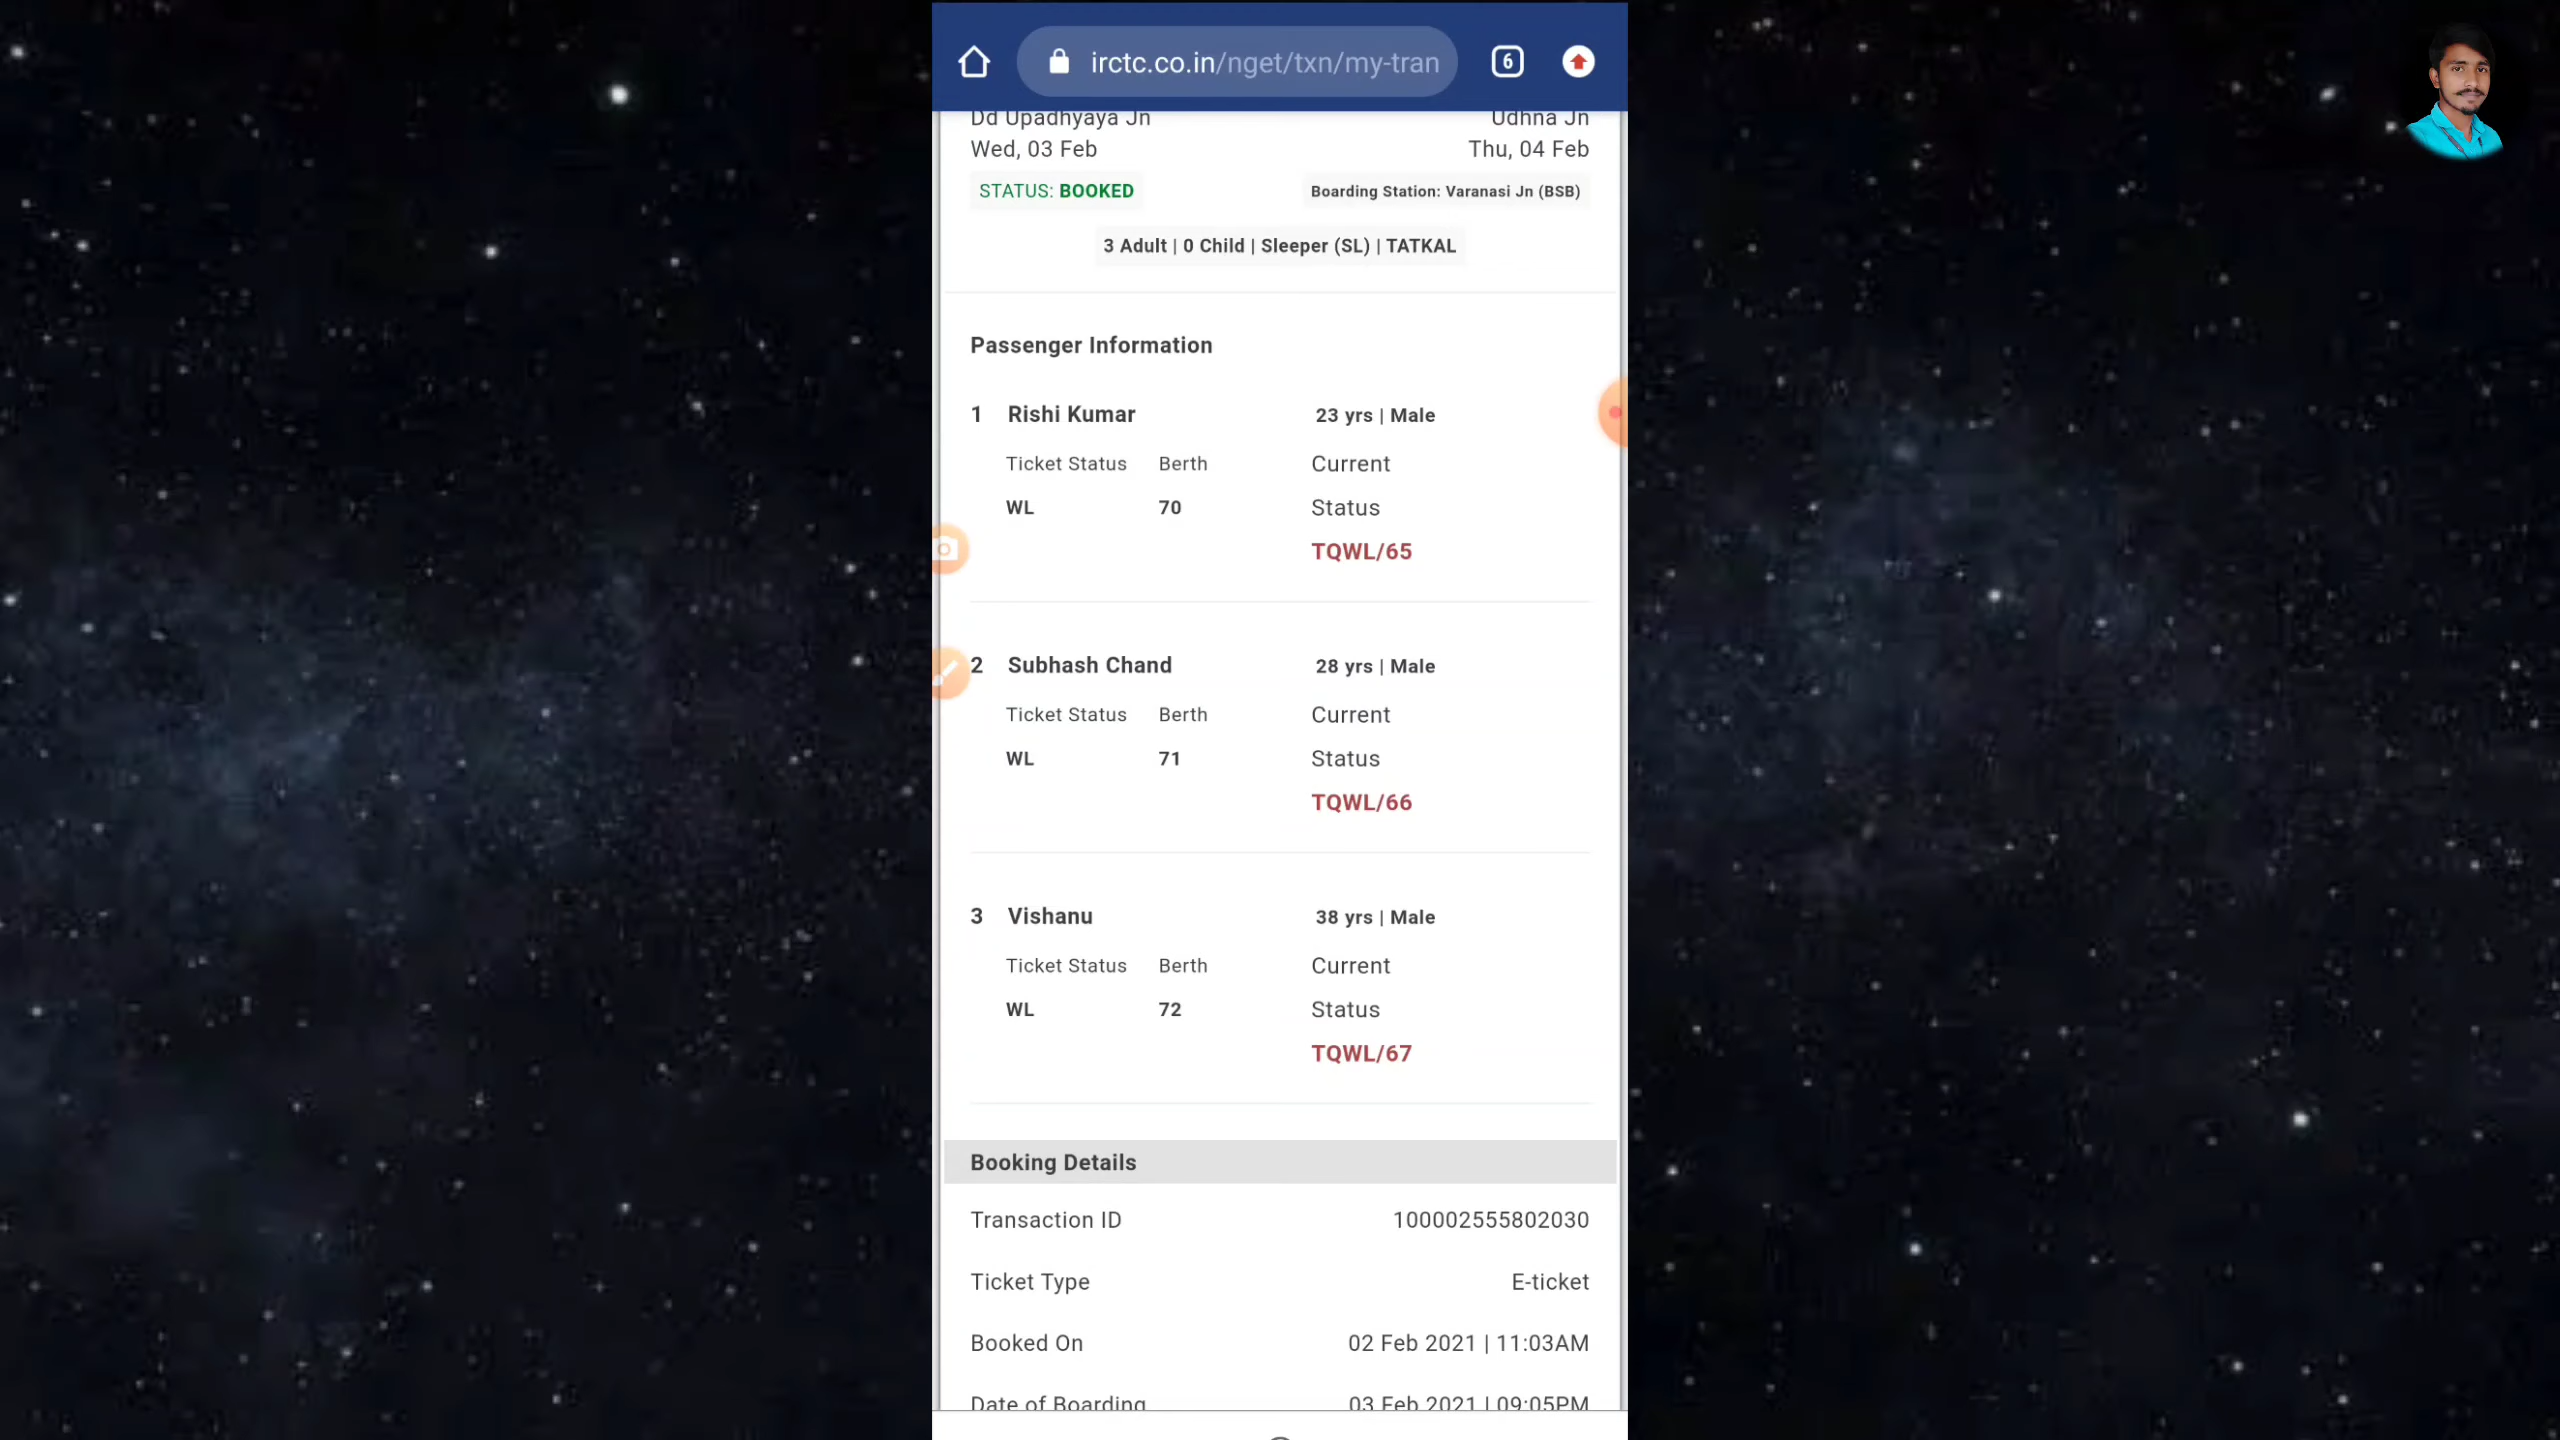 irctc.co.in/nget/txn/my-tran 6
Dd Upadhyaya Jn Udhna Jn
Wed, 03 Feb Thu, 04 Feb
STATUS: BOOKED Boarding Station: Varanasi Jn (BSB)
3 Adult | 0 Child | Sleeper (SL) | TATKAL
Passenger Information
1 Rishi Kumar 23 yrs | Male
Ticket Status Berth Current
WL 70 Status
TQWL/65
2 Subhash Chand 28 yrs | Male
Ticket Status Berth Current
WL 71 Status
TQWL/66
3 Vishanu 38 yrs | Male
Ticket Status Berth Current
WL 72 Status
TQWL/67
Booking Details
Transaction ID 100002555802030
Ticket Type E-ticket
Booked On 02 Feb 2021 | 11:03AM
Date of Boarding 03 Feb 2021 | 09:05PM